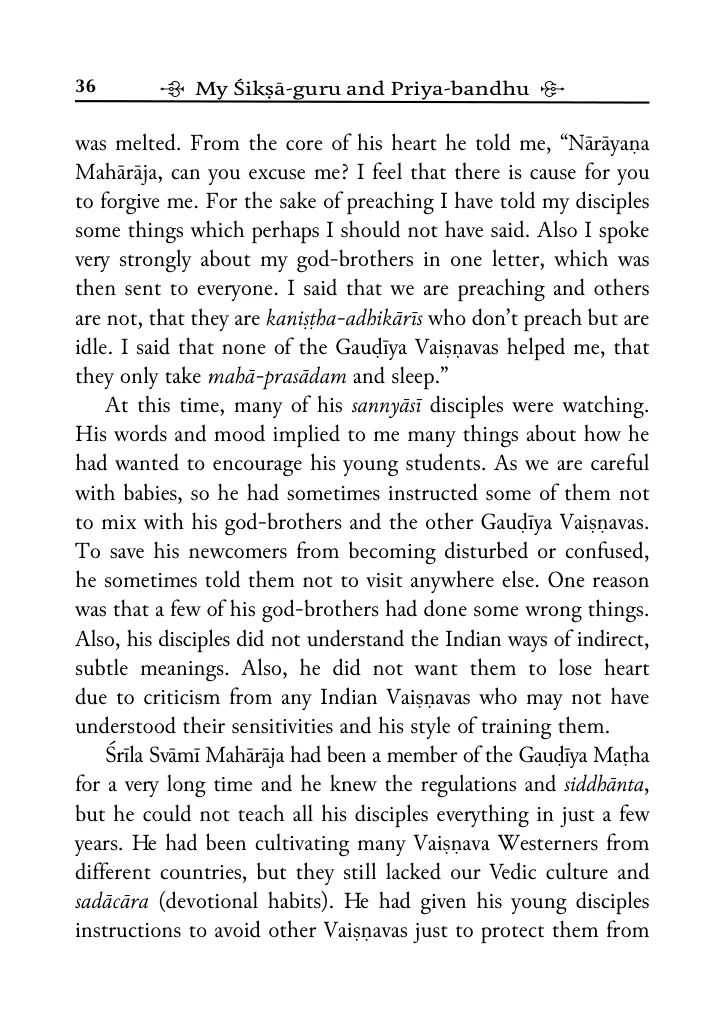 36 My Śikṣā-guru and Priya-bandhu
was melted. From the core of his heart he told me, “Nārāyaṇa
Mahārāja, can you excuse me? I feel that there is cause for you
to forgive me. For the sake of preaching I have told my disciples
some things which perhaps I should not have said. Also I spoke
very strongly about my god-brothers in one letter, which was
then sent to everyone. I said that we are preaching and others
are not, that they are kaniṣṭha-adhikārīs who don’t preach but are
idle. I said that none of the Gauḍīya Vaiṣṇavas helped me, that
they only take mahā-prasādam and sleep.”
At this time, many of his sannyāsī disciples were watching.
His words and mood implied to me many things about how he
had wanted to encourage his young students. As we are careful
with babies, so he had sometimes instructed some of them not
to mix with his god-brothers and the other Gauḍīya Vaiṣṇavas.
To save his newcomers from becoming disturbed or confused,
he sometimes told them not to visit anywhere else. One reason
was that a few of his god-brothers had done some wrong things.
Also, his disciples did not understand the Indian ways of indirect,
subtle meanings. Also, he did not want them to lose heart
due to criticism from any Indian Vaiṣṇavas who may not have
understood their sensitivities and his style of training them.
Śrīla Svāmī Mahārāja had been a member of the Gauḍīya Maṭha
for a very long time and he knew the regulations and siddhānta,
but he could not teach all his disciples everything in just a few
years. He had been cultivating many Vaiṣṇava Westerners from
different countries, but they still lacked our Vedic culture and
sadācāra (devotional habits). He had given his young disciples
instructions to avoid other Vaiṣṇavas just to protect them from